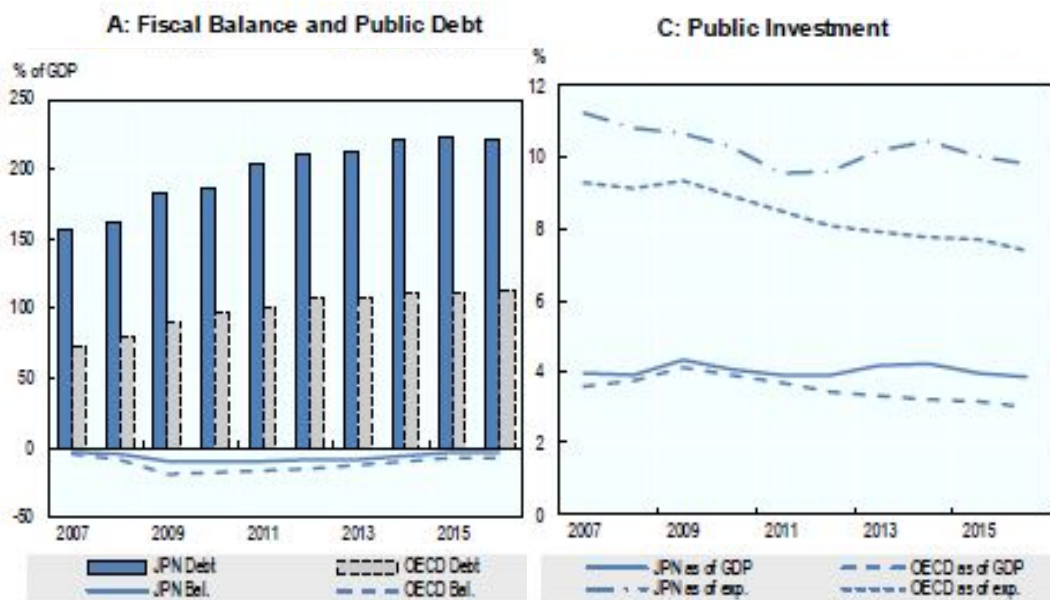 A: Fiscal Balance and Public Debt
% of GDP
250
200
150
100
50
0
-50
2007 2009 2011 2013 2015
JPN Debt OECD Debt
JPN Bal. OECD Bal.
C: Public Investment
%
12
10
8
6
4
2
0
2007 2009 2011 2013 2015
JPN as of GDP OECD as of GDP
JPN as of exp. OECD as of exp.